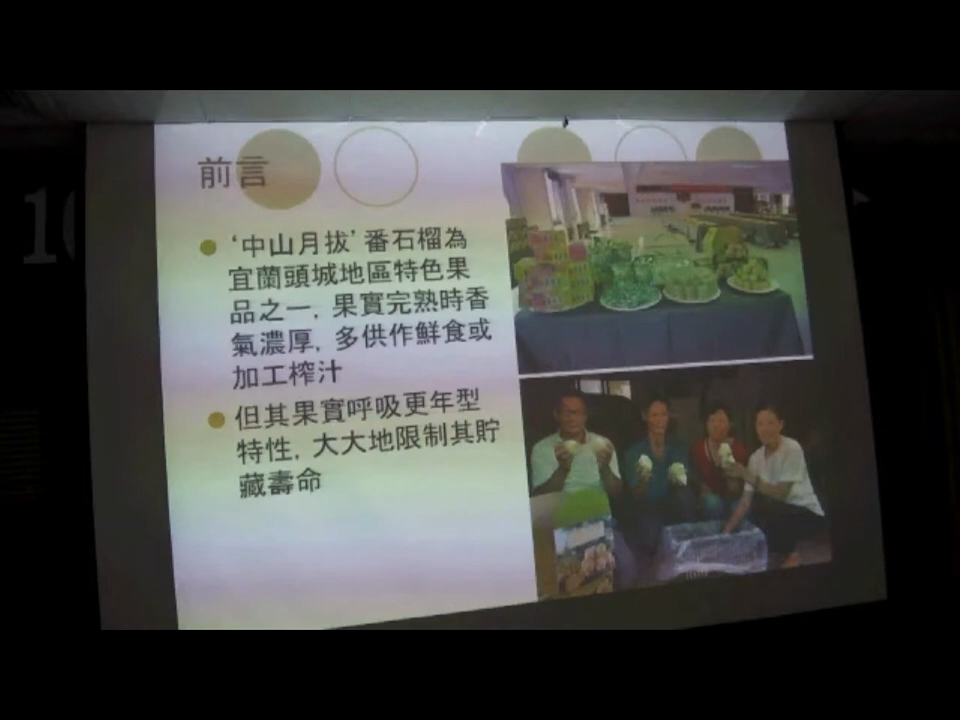 前言
‘中山月拔’番石榴為
宜蘭頭城地區特色果
品之一, 果實完熟時香
氣濃厚, 多供作鮮食或
加工榨汁
但其果實呼吸更年型
特性, 大大地限制其貯
藏壽命